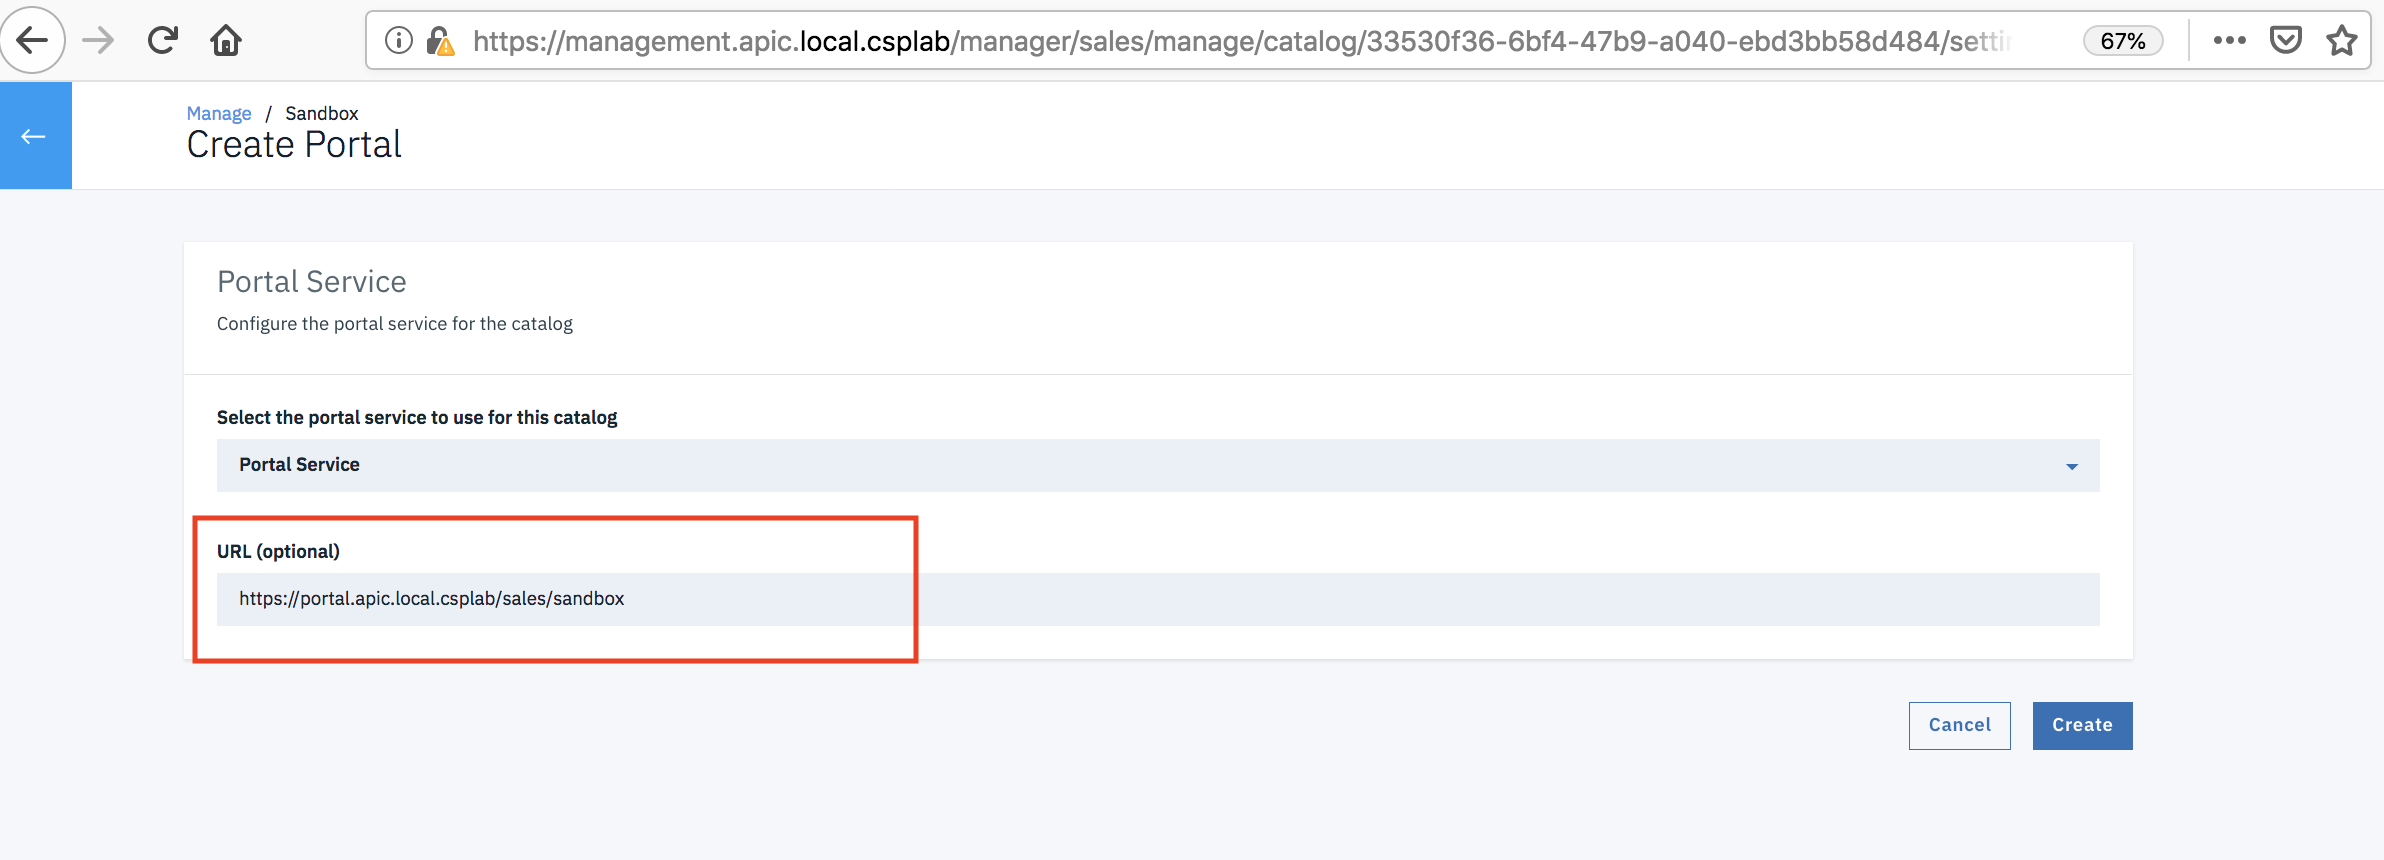 https://management.apic.local.csplab/manager/sales/manage/catalog/33530f36-6bf4-47b9-a040-ebd3bb58d484/setti
67%
Manage / Sandbox
Create Portal
Portal Service
Configure the portal service for the catalog
Select the portal service to use for this catalog
Portal Service
URL (optional)
https://portal.apic.local.csplab/sales/sandbox
Cancel Create